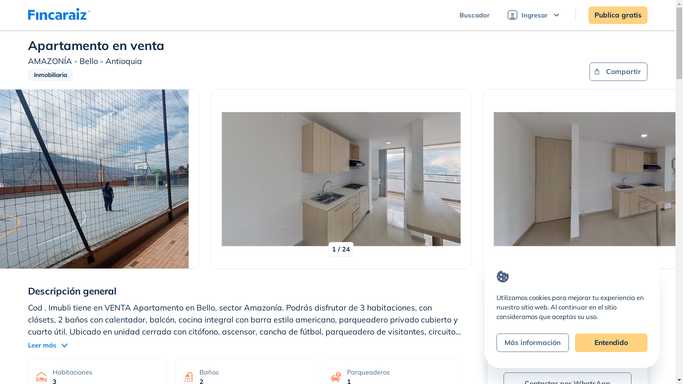 Fincaraiz
Buscador
Ingresar
Publica gratis
Apartamento en venta
AMAZONÍA - Bello - Antioquia
Inmobiliaria
Compartir
1 / 24
Descripción general
Cod . Imubli tiene en VENTA Apartamento en Bello, sector Amazonía. Podrás disfrutar de 3 habitaciones, con
clósets, 2 baños con calentador, balcón, cocina integral con barra estilo americana, parqueadero privado cubierto y
cuarto útil. Ubicado en unidad cerrada con citófono, ascensor, cancha de fútbol, parqueadero de visitantes, circuito...
Leer más
Habitaciones
3
Baños
2
Parqueaderos
1
Utilizamos cookies para mejorar tu experiencia en
nuestro sitio web. Al continuar en el sitio
consideramos que aceptas su uso.
Más información
Entendido
Contactar por WhatsApp